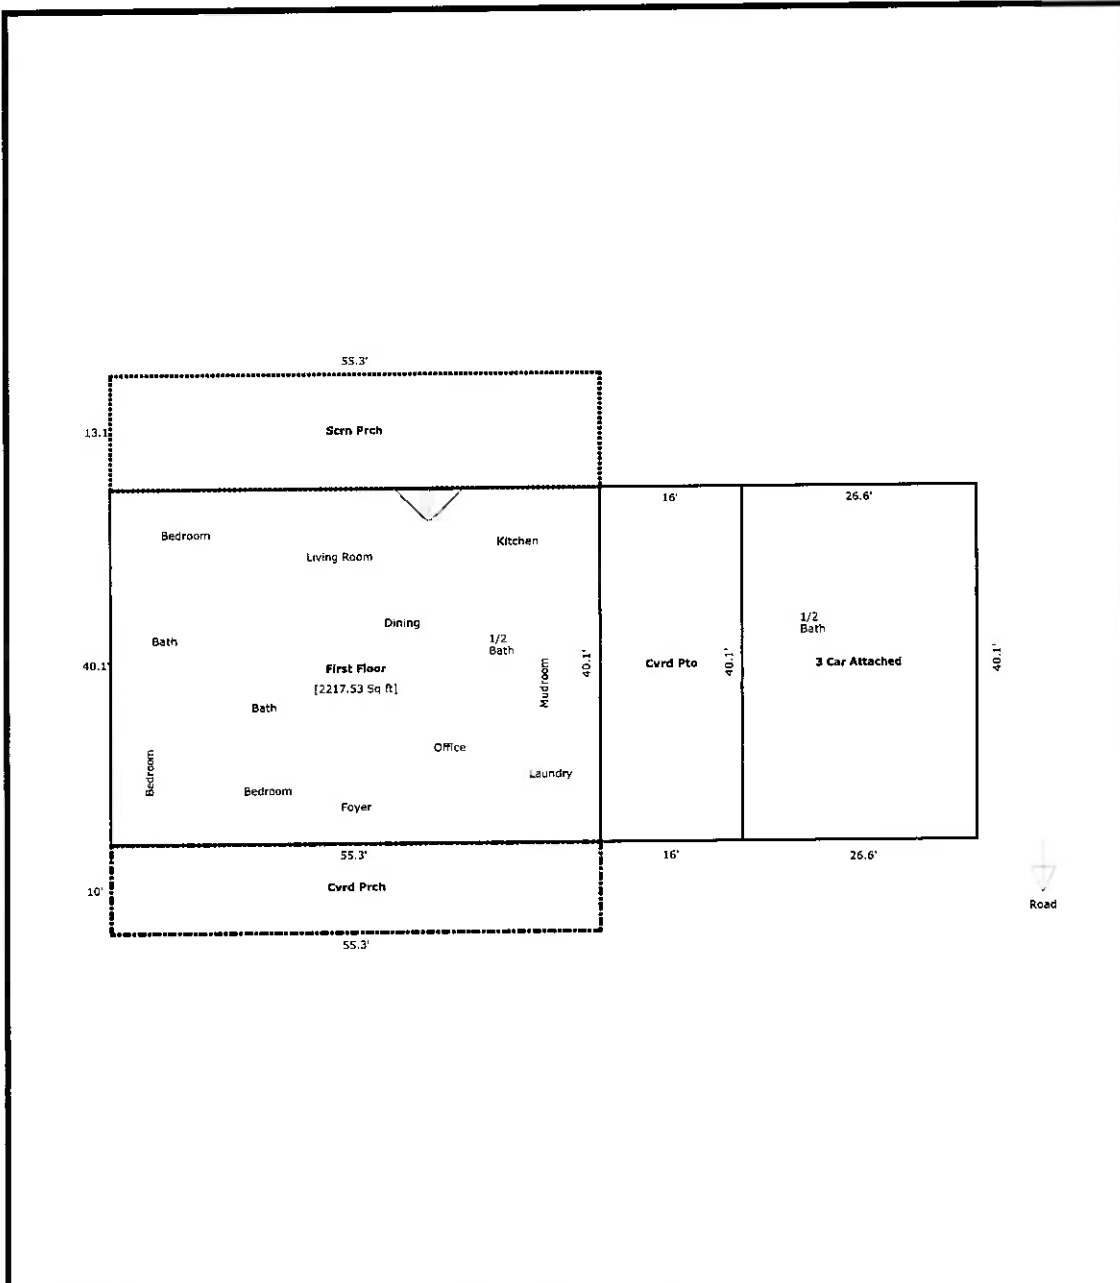 55.3'
13.1
Scrn Prch
16'
26.6'
Bedroom
Living Room
Kitchen
Dining
Bath
1/2
Bath
1/2
Bath
40.1'
First Floor
[2217.53 Sq ft]
Mudroom
40.1'
Cvrd Pto
40.1'
3 Car Attached
40.1'
Bath
Office
Bedroom
Bedroom
Laundry
Foyer
55.3'
16'
26.6'
10'
Cvrd Prch
Road
55.3'